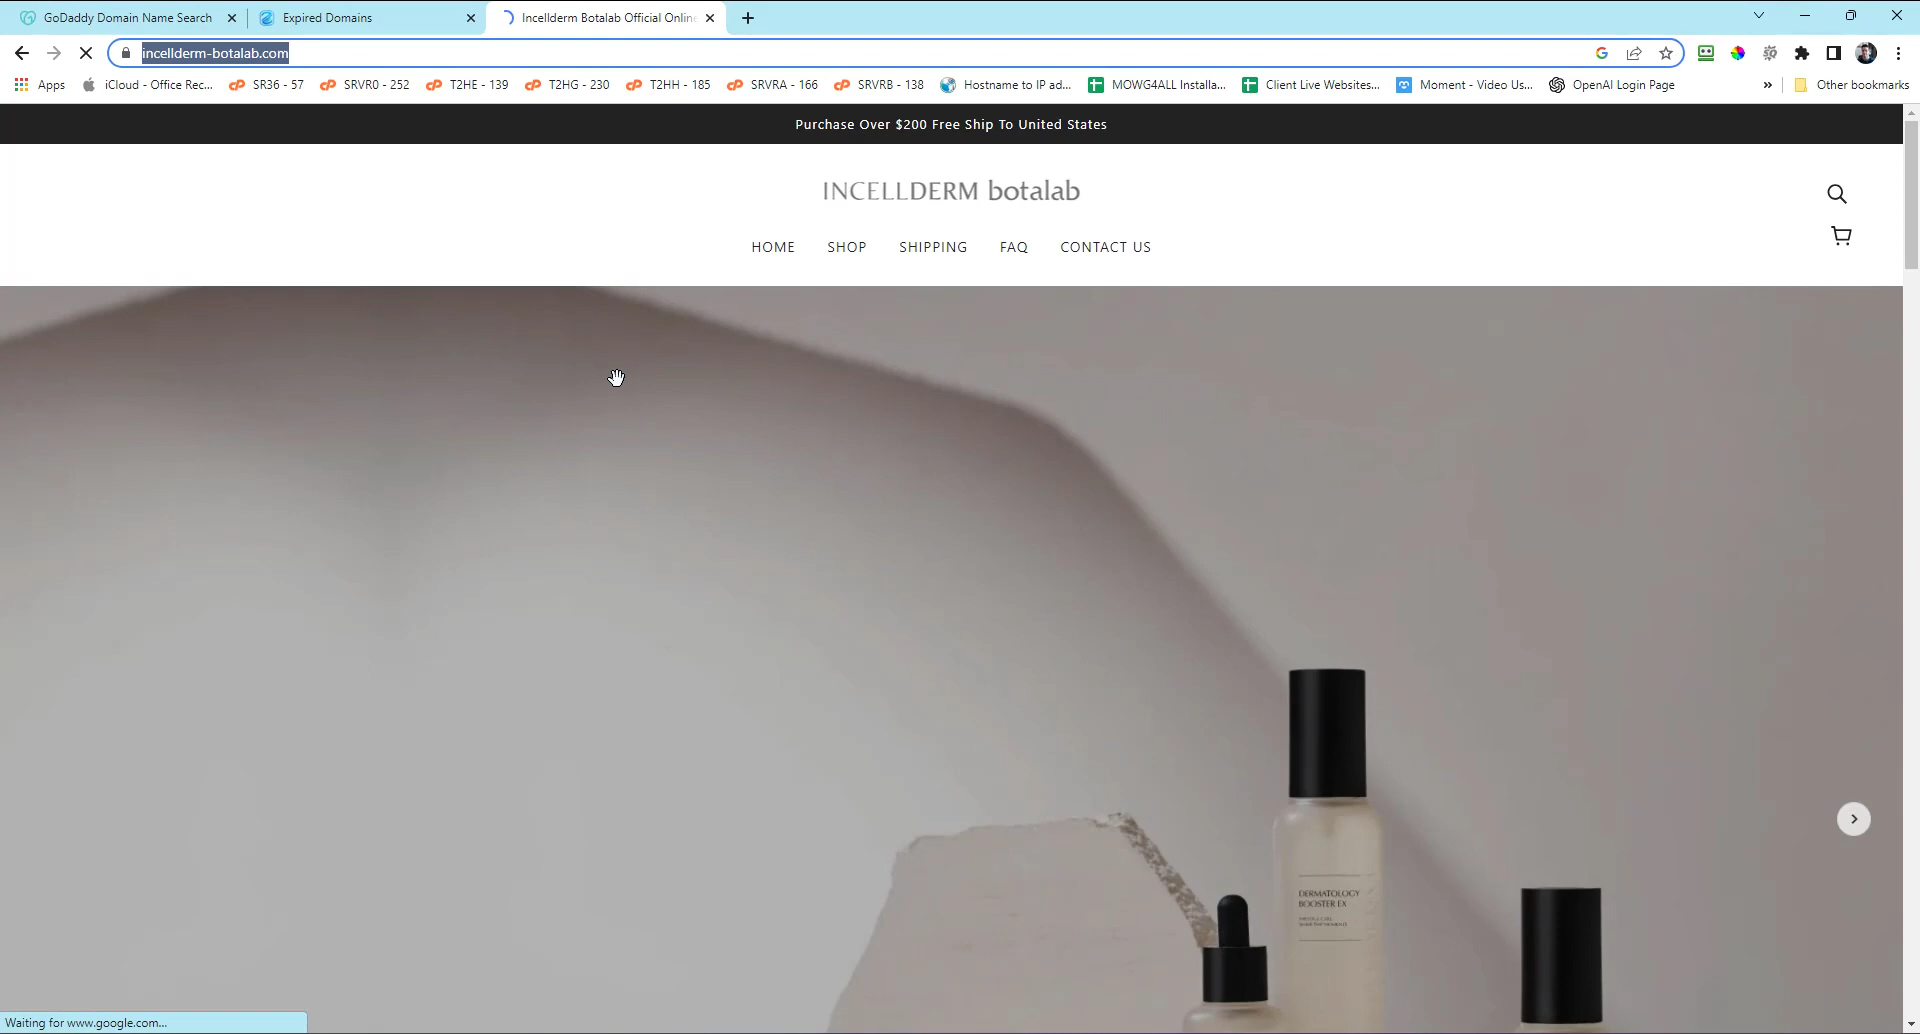 GoDaddy Domain Name Search
Expired Domains
Incellderm Botalab Official Onlin
incellderm-botalab.com
Apps
iCloud - Office Rec...
SR36 - 57
SRVR0 - 252
T2HE - 139
T2HG - 230
T2HH - 185
SRVRA - 166
SRVRB - 138
Hostname to IP ad...
MOWG4ALL Installa...
Client Live Websites...
Moment - Video Us...
OpenAI Login Page
»
Other bookmarks
Purchase Over $200 Free Ship To United States
INCELLDERM botalab
HOME
SHOP
SHIPPING
FAQ
CONTACT US
DERMATOLOGY
BOOSTER EX
Waiting for www.google.com...